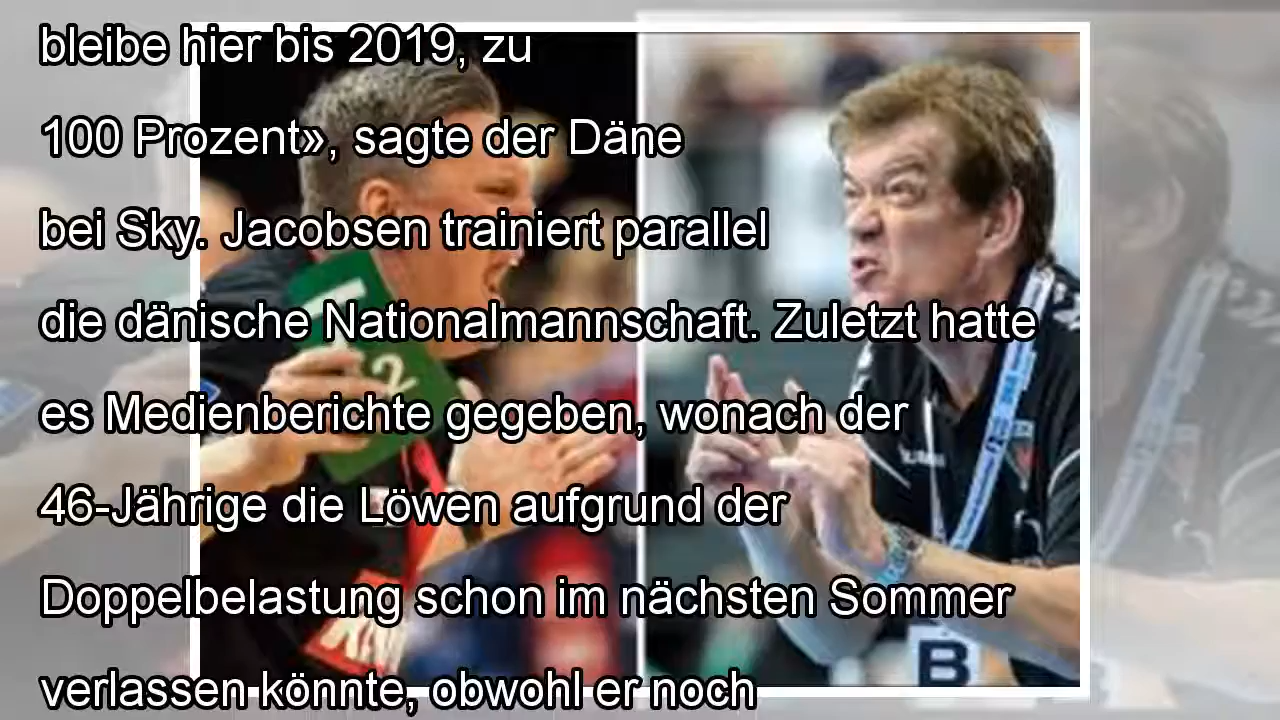 bleibe hier bis 2019, zu
100 Prozent», sagte der Däne
bei Sky. Jacobsen trainiert parallel
die dänische Nationalmannschaft. Zuletzt hatte
es Medienberichte gegeben, wonach der
46-Jährige die Löwen aufgrund der
Doppelbelastung schon im nächsten Sommer
verlassen könnte, obwohl er noch
2
B